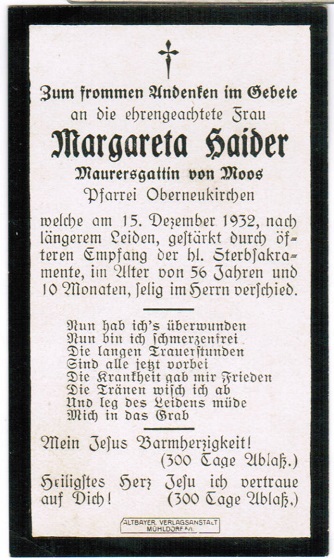 Zum frommen Andenken im Gebete
an die ehrengeachtete Frau
Margareta Haider
Maurersgattin von Moos
Pfarrei Oberneukirchen
welche am 15. Dezember 1932, nach
längerem Leiden, gestärkt durch öf-
teren Empfang der hl. Sterbsakra-
mente, im Alter von 56 Jahren und
10 Monaten, selig im Herrn verschied.
Nun hab ich's überwunden
Nun bin ich schmerzenfrei
Die langen Trauerstunden
Sind alle jetzt vorbei
Die Krankheit gab mir Frieden
Die Tränen wisch ich ab
Und leg des Leidens müde
Mich in das Grab
Mein Jesus Barmherzigkeit!
(300 Tage Ablaß.)
Heiligstes Herz Jesu ich vertraue
auf Dich! (300 Tage Ablaß.)
ALTBAYER. VERLAGSANSTALT
MÜHLDORF A/I.